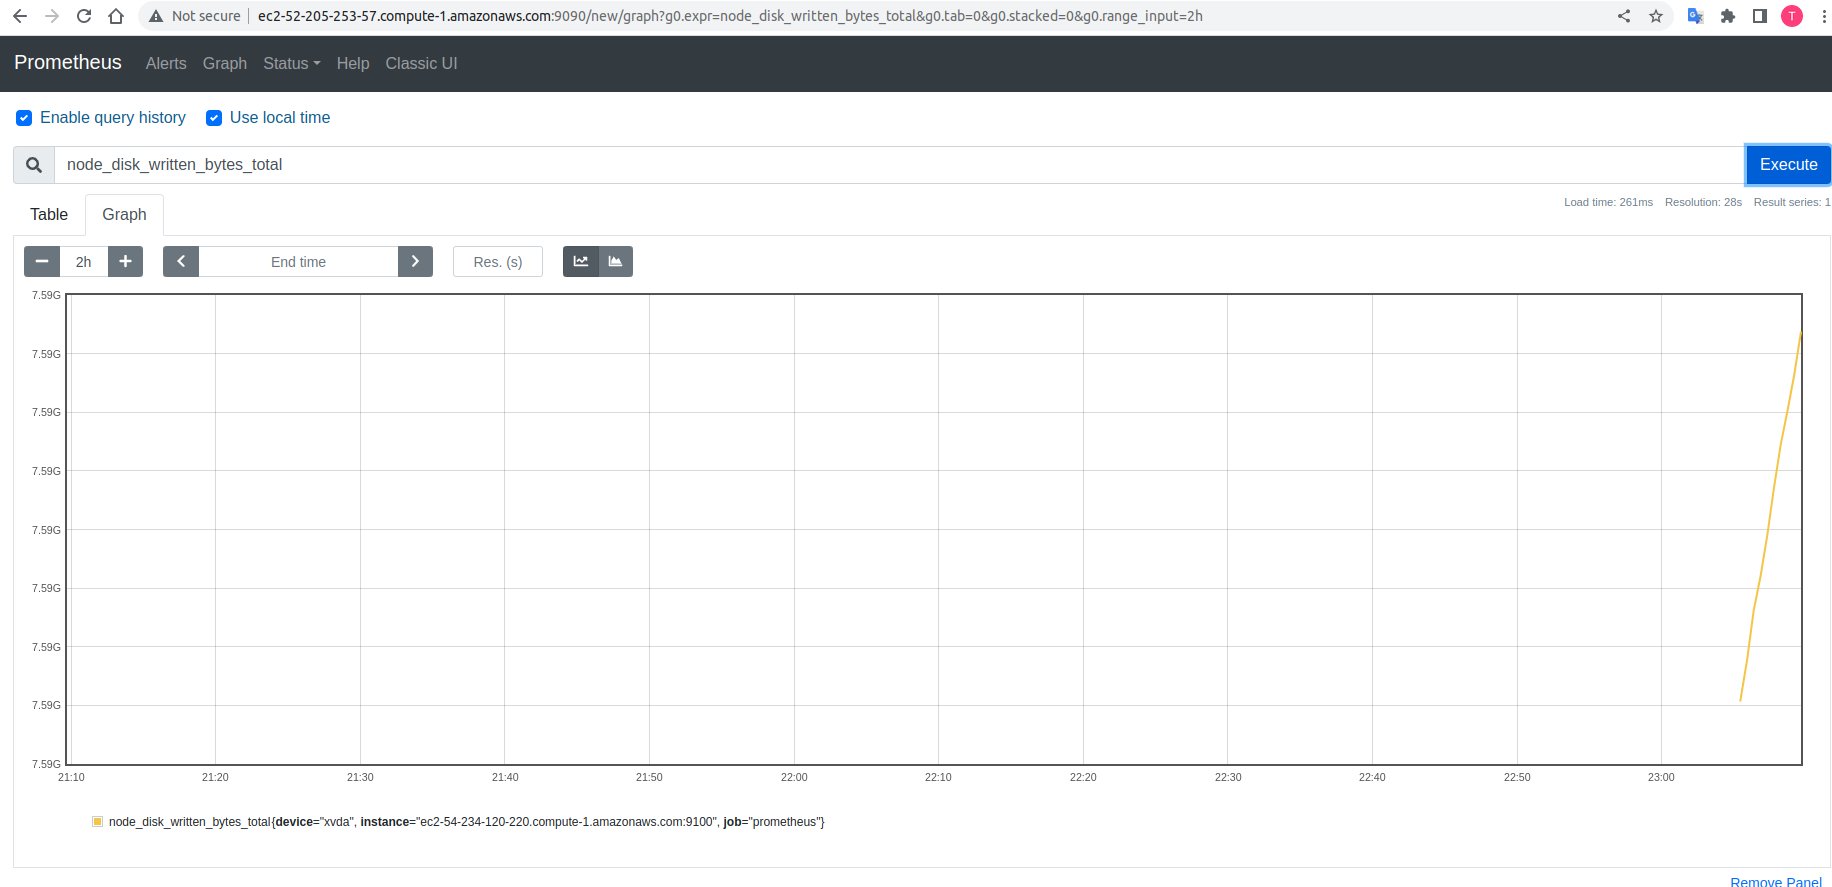 Not secure ec2-52-205-253-57.compute-1.amazonaws.com:9090/new/graph?g0.expr=node_disk_written_bytes_total&g0.tab=0&g0.stacked=0&g0.range_input=2h T
Prometheus Alerts Graph Status Help Classic UI
Enable query history Use local time
node_disk_written_bytes_total Execute
Load time: 261ms Resolution: 28s Result series: 1
Table Graph
2h End time Res. (s)
7.59G
7.59G
7.59G
7.59G
7.59G
7.59G
7.59G
7.59G
7.59G
21:10 21:20 21:30 21:40 21:50 22:00 22:10 22:20 22:30 22:40 22:50 23:00
node_disk_written_bytes_total{device="xvda", instance="ec2-54-234-120-220.compute-1.amazonaws.com:9100", job="prometheus"}
Remove Panel